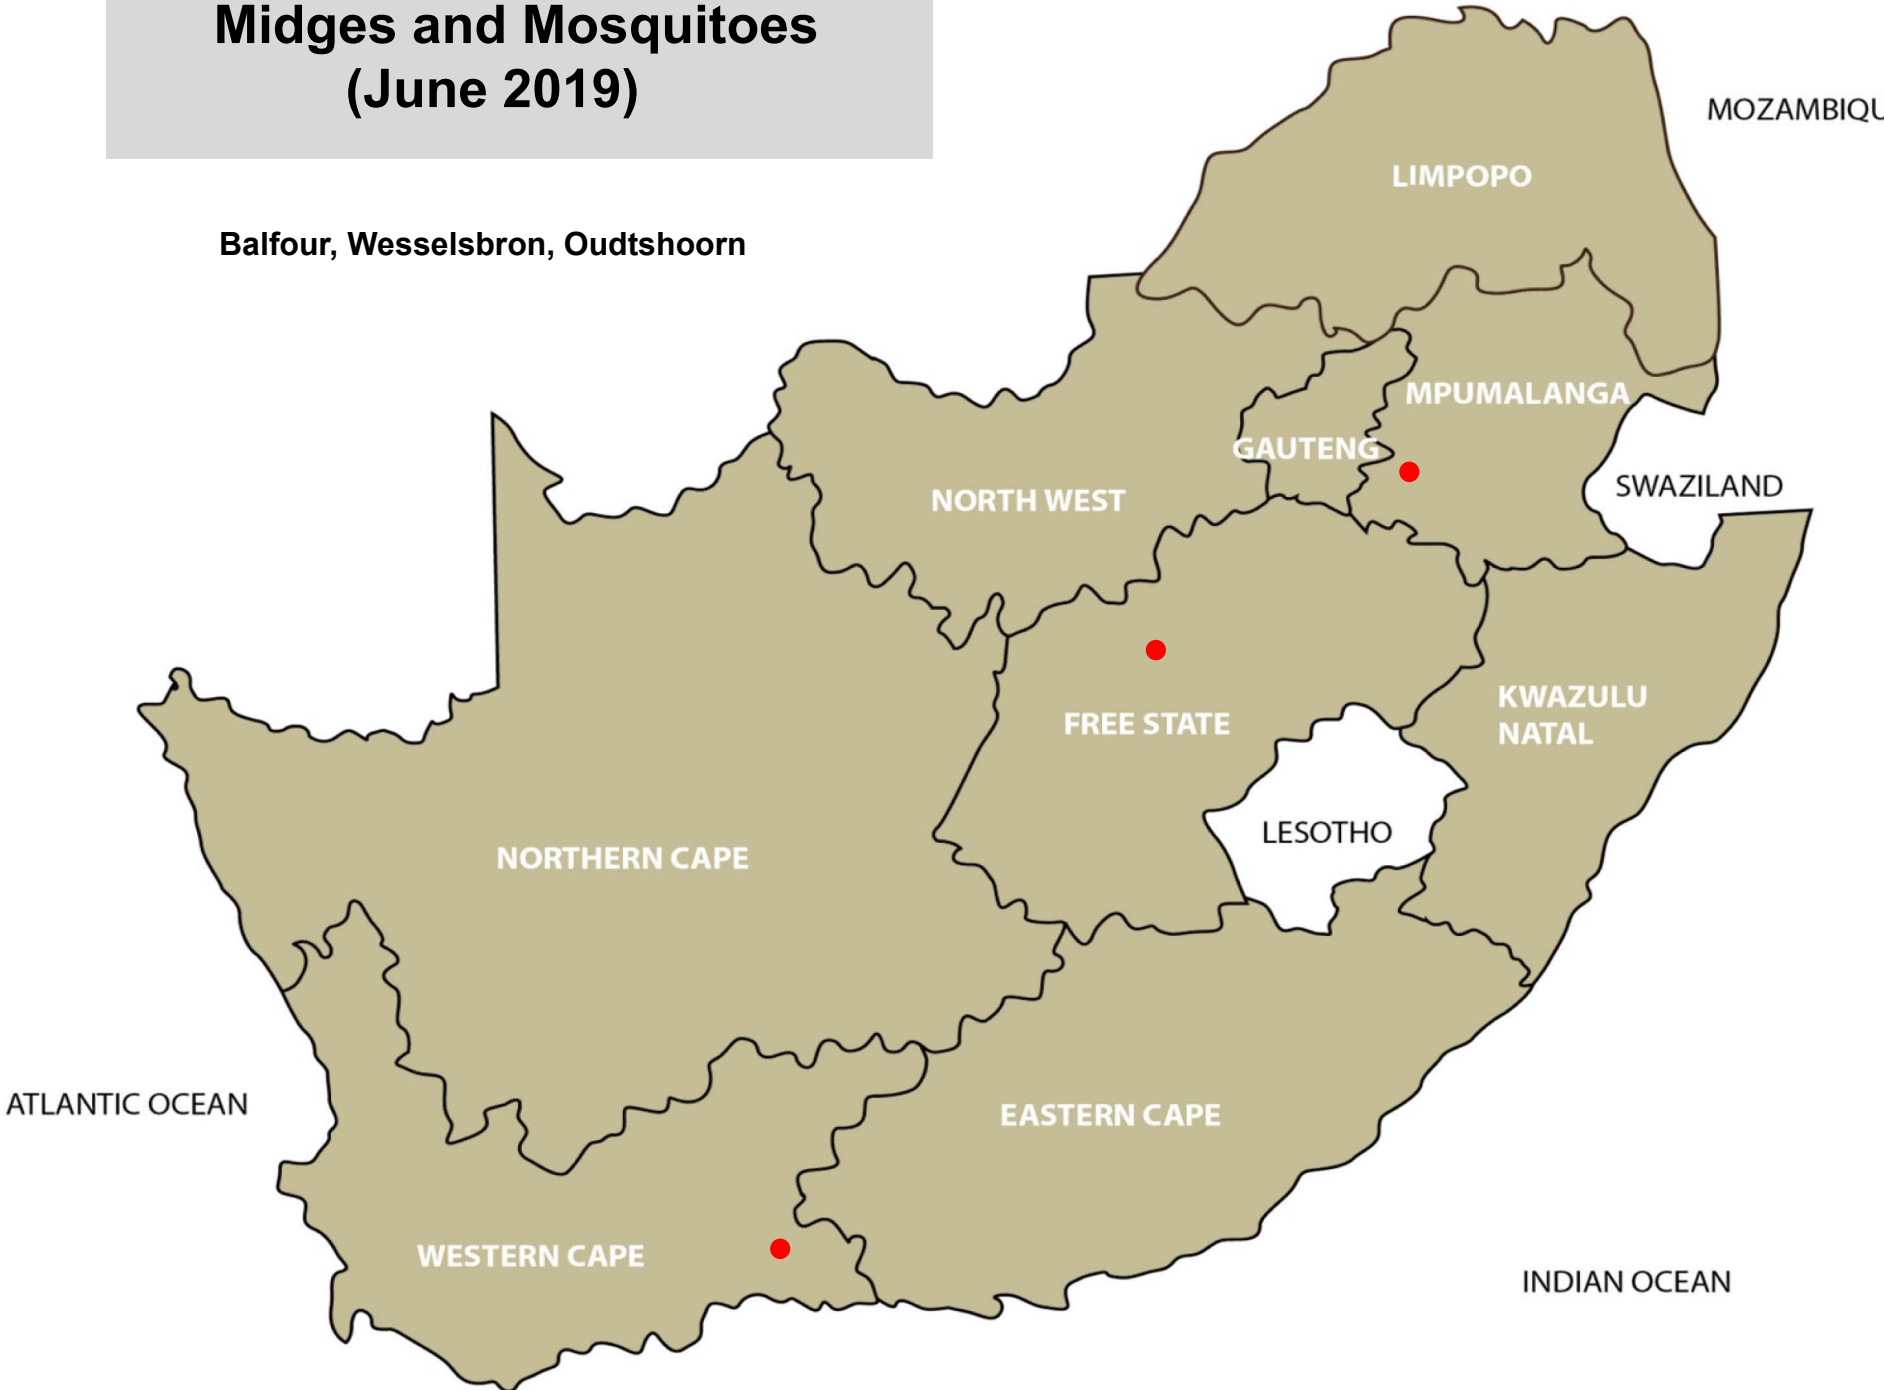 Midges and Mosquitoes
(June 2019)
Balfour, Wesselsbron, Oudtshoorn
MOZAMBIQU
LIMPOPO
MPUMALANGA
GAUTENG
SWAZILAND
NORTH WEST
KWAZULU
NATAL
FREE STATE
LESOTHO
NORTHERN CAPE
ATLANTIC OCEAN
EASTERN CAPE
WESTERN CAPE
INDIAN OCEAN